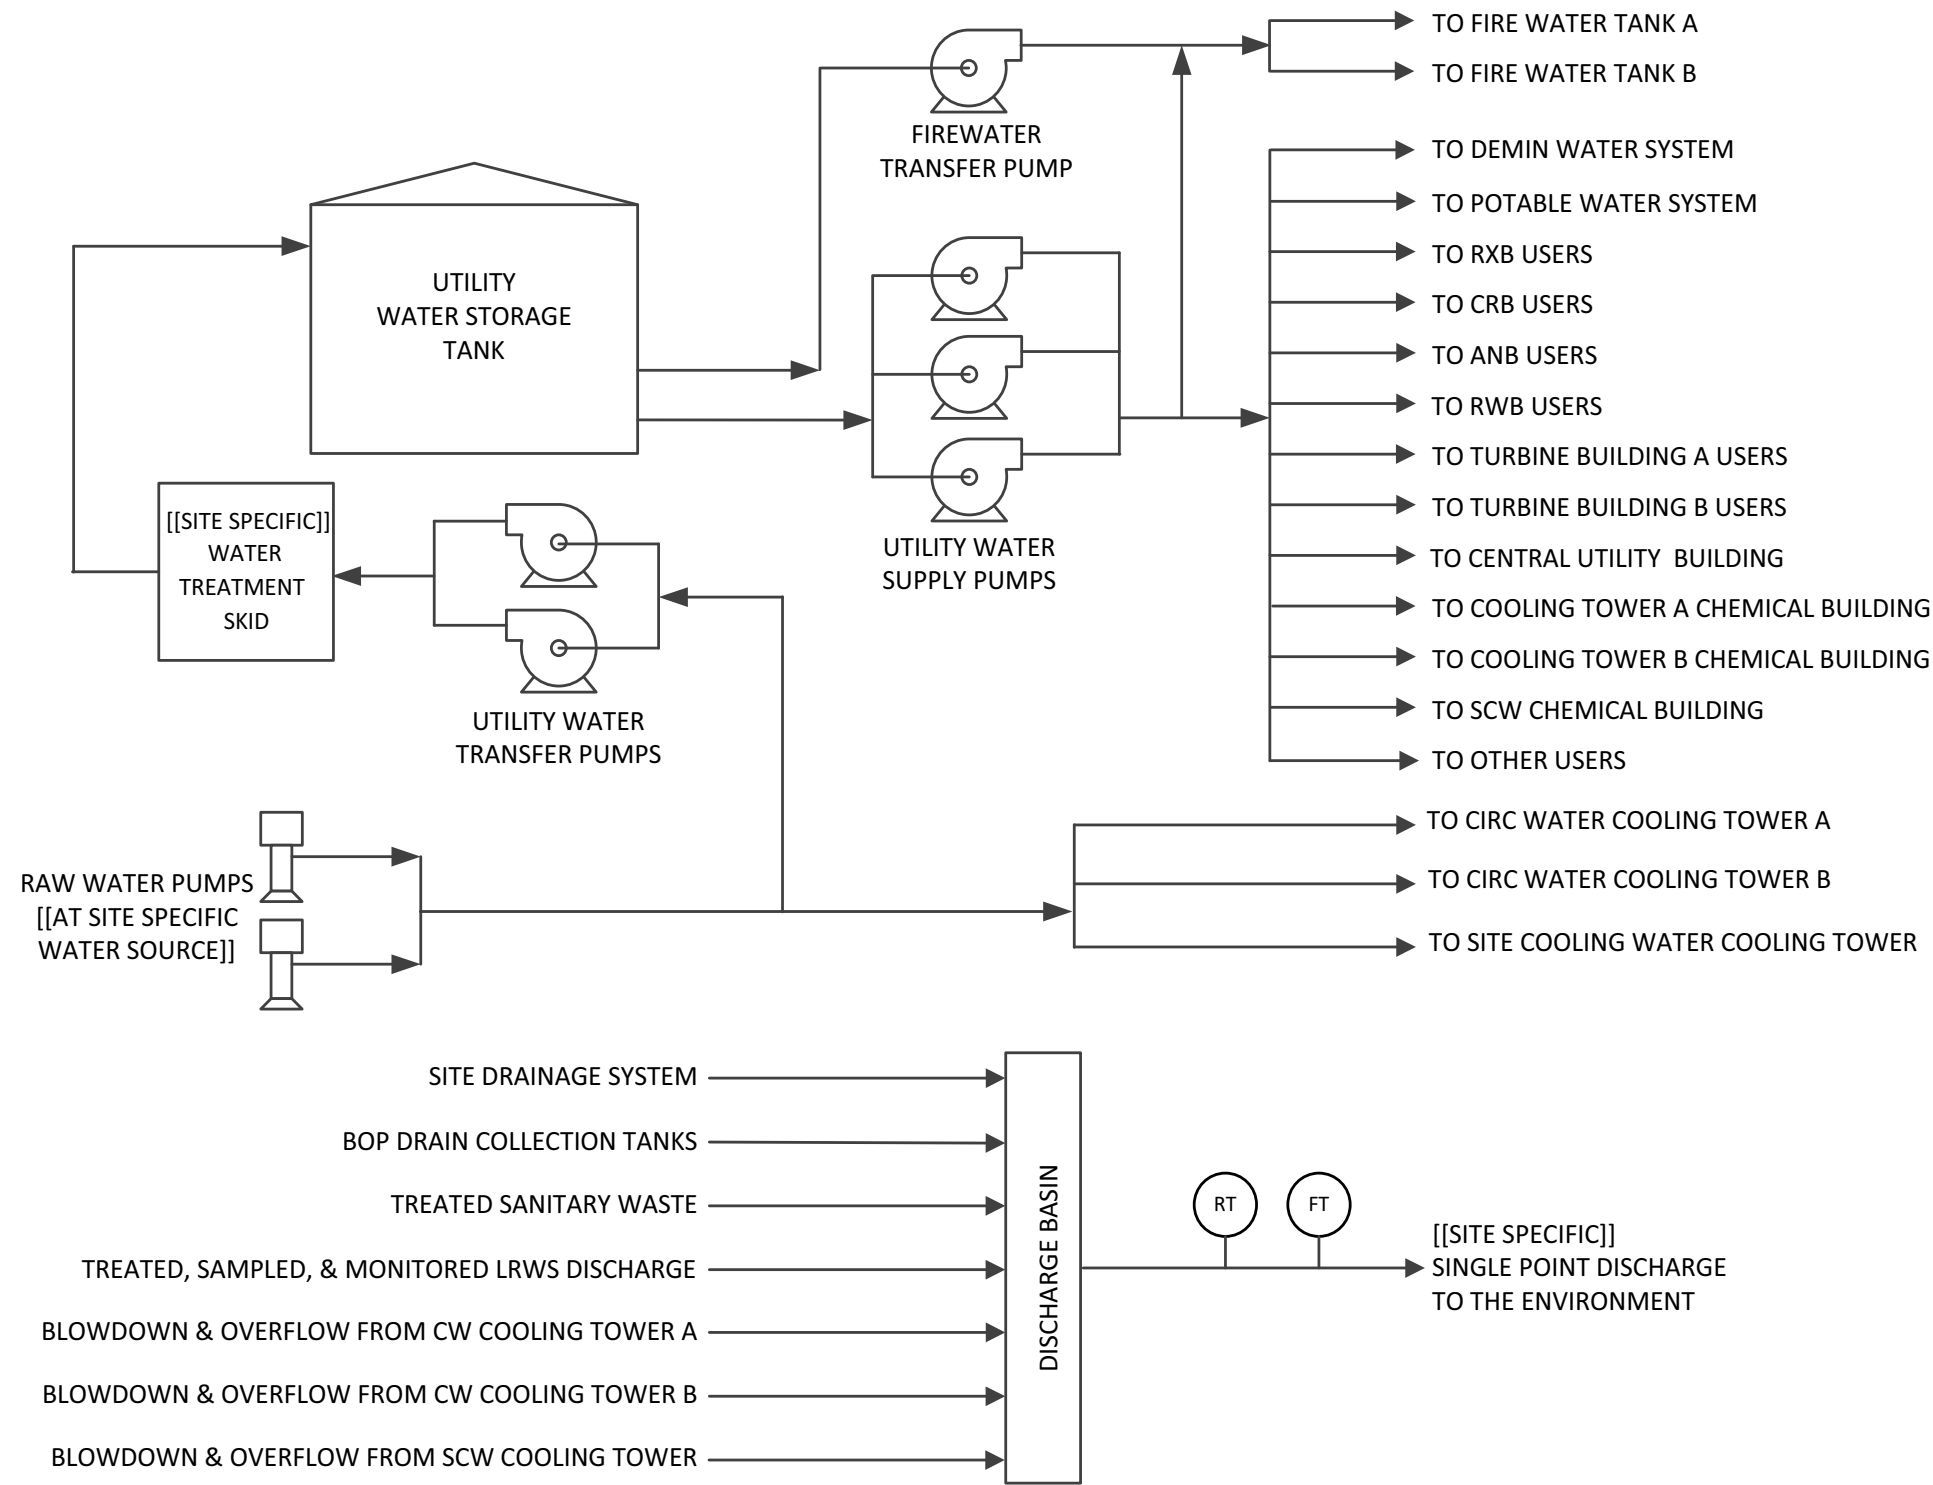 TO FIRE WATER TANK A
TO FIRE WATER TANK B
FIREWATER
TRANSFER PUMP
TO DEMIN WATER SYSTEM
TO POTABLE WATER SYSTEM
TO RXB USERS
TO CRB USERS
TO ANB USERS
TO RWB USERS
TO TURBINE BUILDING A USERS
TO TURBINE BUILDING B USERS
TO CENTRAL UTILITY  BUILDING
TO COOLING TOWER A CHEMICAL BUILDING
TO COOLING TOWER B CHEMICAL BUILDING
TO SCW CHEMICAL BUILDING
TO OTHER USERS
UTILITY
WATER STORAGE
TANK
UTILITY WATER
SUPPLY PUMPS
[[SITE SPECIFIC]]
WATER
TREATMENT
SKID
UTILITY WATER
TRANSFER PUMPS
RAW WATER PUMPS
[[AT SITE SPECIFIC
WATER SOURCE]]
TO CIRC WATER COOLING TOWER A
TO CIRC WATER COOLING TOWER B
TO SITE COOLING WATER COOLING TOWER
SITE DRAINAGE SYSTEM
BOP DRAIN COLLECTION TANKS
TREATED SANITARY WASTE
TREATED, SAMPLED, & MONITORED LRWS DISCHARGE
BLOWDOWN & OVERFLOW FROM CW COOLING TOWER A
BLOWDOWN & OVERFLOW FROM CW COOLING TOWER B
BLOWDOWN & OVERFLOW FROM SCW COOLING TOWER
DISCHARGE BASIN
RT
FT
[[SITE SPECIFIC]]
SINGLE POINT DISCHARGE
TO THE ENVIRONMENT